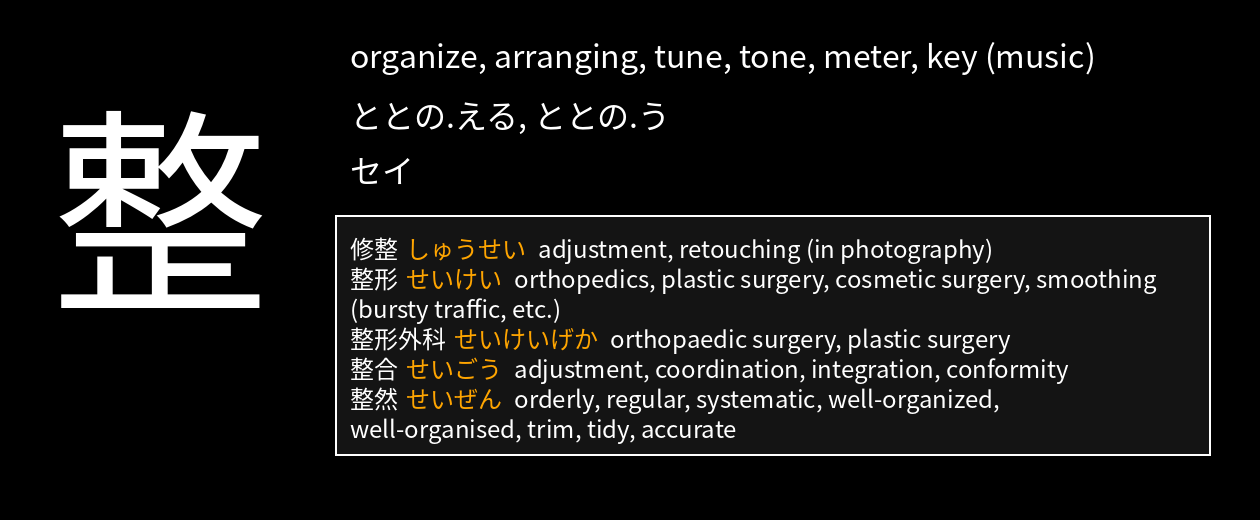 整
organize, arranging, tune, tone, meter, key (music)
ととの.える, ととの.う
セイ
修整 しゅうせい adjustment, retouching (in photography)
整形 せいけい orthopedics, plastic surgery, cosmetic surgery, smoothing
(bursty traffic, etc.)
整形外科 せいけいげか orthopaedic surgery, plastic surgery
整合 せいごう adjustment, coordination, integration, conformity
整然 せいぜん orderly, regular, systematic, well-organized,
well-organised, trim, tidy, accurate